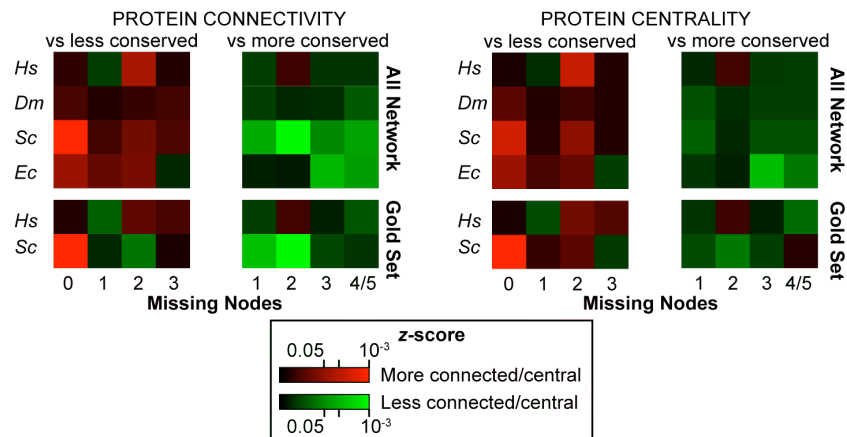 PROTEIN CONNECTIVITY
vs less conserved vs more conserved
Hs
Dm
Sc
Ec
All Network
Hs
Sc
Gold Set
0 1 2 3 1 2 3 4/5
Missing Nodes
PROTEIN CENTRALITY
vs less conserved vs more conserved
Hs
Dm
Sc
Ec
All Network
Hs
Sc
Gold Set
0 1 2 3 1 2 3 4/5
Missing Nodes
z-score
0.05 10-3
More connected/central
Less connected/central
0.05 10-3